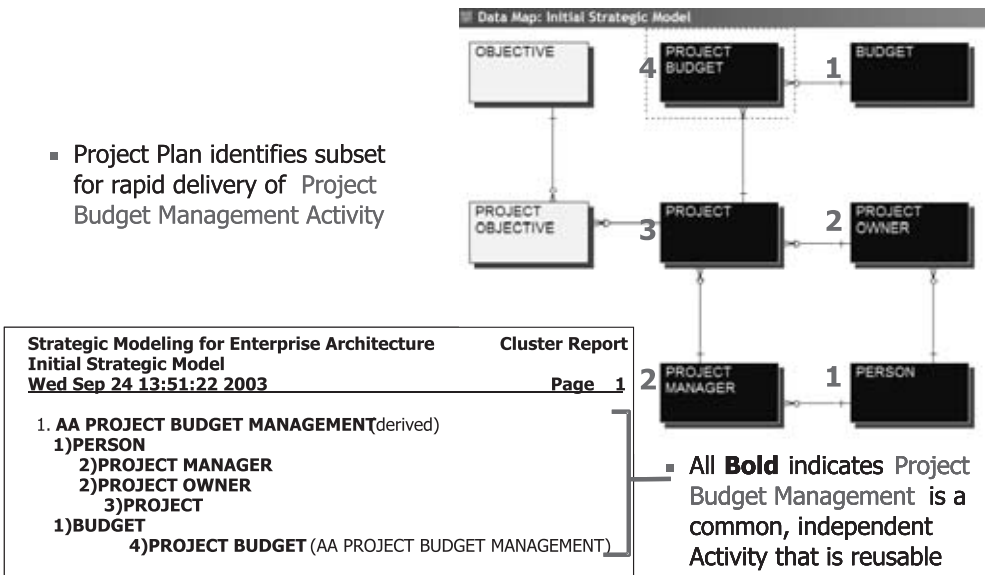 Data Map: Initial Strategic Model
OBJECTIVE
4
PROJECT
BUDGET
1
BUDGET
▪ Project Plan identifies subset
for rapid delivery of Project
Budget Management Activity
PROJECT
OBJECTIVE
3
PROJECT
2
PROJECT
OWNER
2
PROJECT
MANAGER
1
PERSON
Strategic Modeling for Enterprise Architecture Cluster Report
Initial Strategic Model
Wed Sep 24 13:51:22 2003 Page 1
1. AA PROJECT BUDGET MANAGEMENT(derived)
1)PERSON
2)PROJECT MANAGER
2)PROJECT OWNER
3)PROJECT
1)BUDGET
4)PROJECT BUDGET (AA PROJECT BUDGET MANAGEMENT)
▪ All Bold indicates Project
Budget Management is a
common, independent
Activity that is reusable